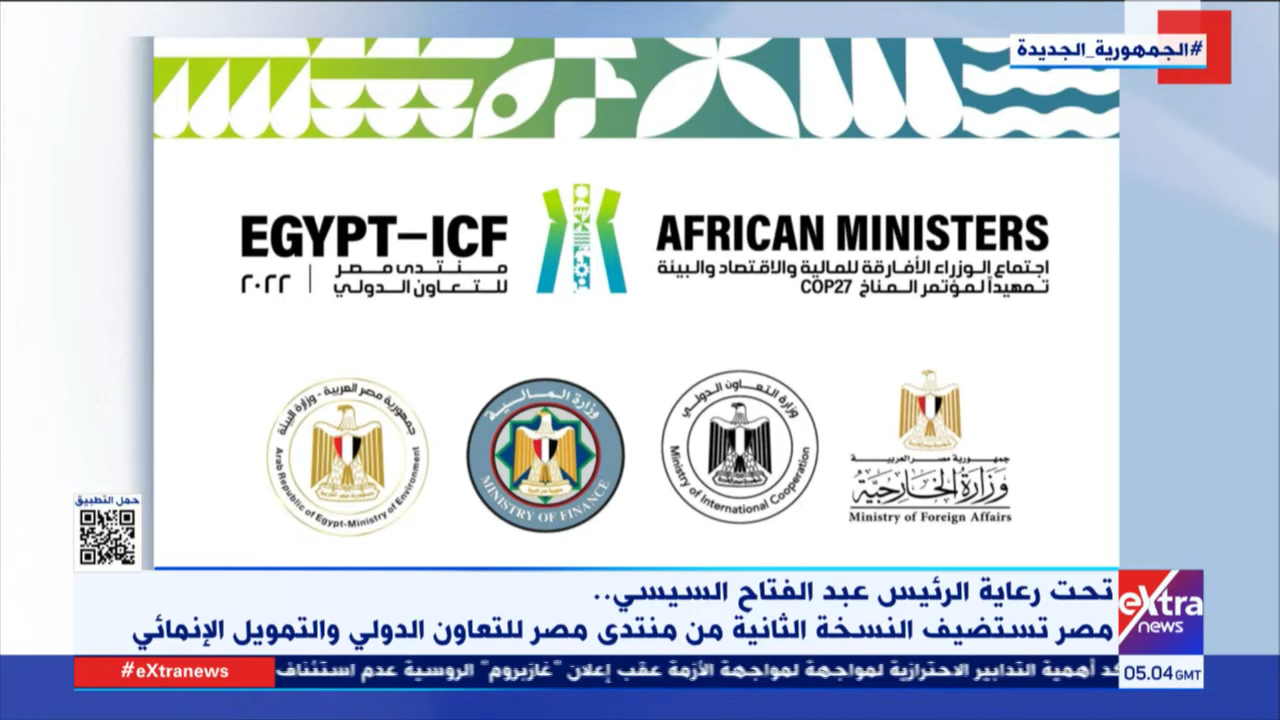 #الجمهورية_الجديدة
EGYPT–ICF
منتدى مصر
للتعاون الدولي | ٢٠٢٢
AFRICAN MINISTERS
اجتماع الوزراء الأفارقة للمالية والاقتصاد والبيئة
تمهيداً لمؤتمر المناخ COP27
جمهورية مصر العربية - وزارة البيئة
Arab Republic of Egypt-Ministry of Environment
وزارة المالية
MINISTRY OF FINANCE
وزارة التعاون الدولي
Ministry of International Cooperation
جمهورية مصر العربية
وزارة الخارجية
Ministry of Foreign Affairs
حمل التطبيق
تحت رعاية الرئيس عبد الفتاح السيسي..
مصر تستضيف النسخة الثانية من منتدى مصر للتعاون الدولي والتمويل الإنمائي
eXtra
news
#eXtranews
كد أهمية التدابير الاحترازية لمواجهة لمواجهة الأزمة عقب إعلان "غازبروم" الروسية عدم استئناف
05.04 GMT